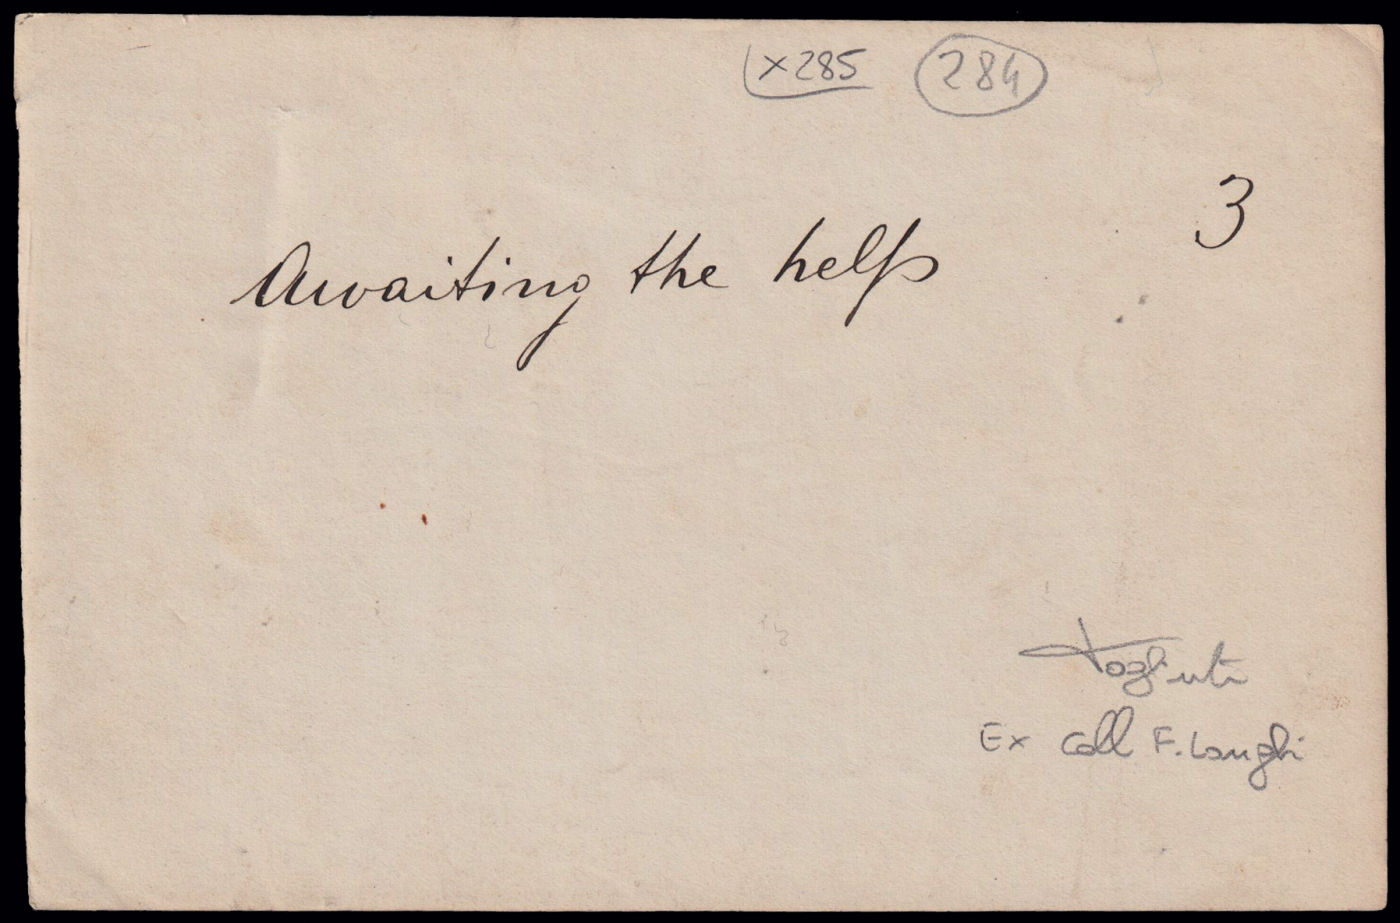 x285 284
3
Awaiting the help
Ex Coll F. Longhi